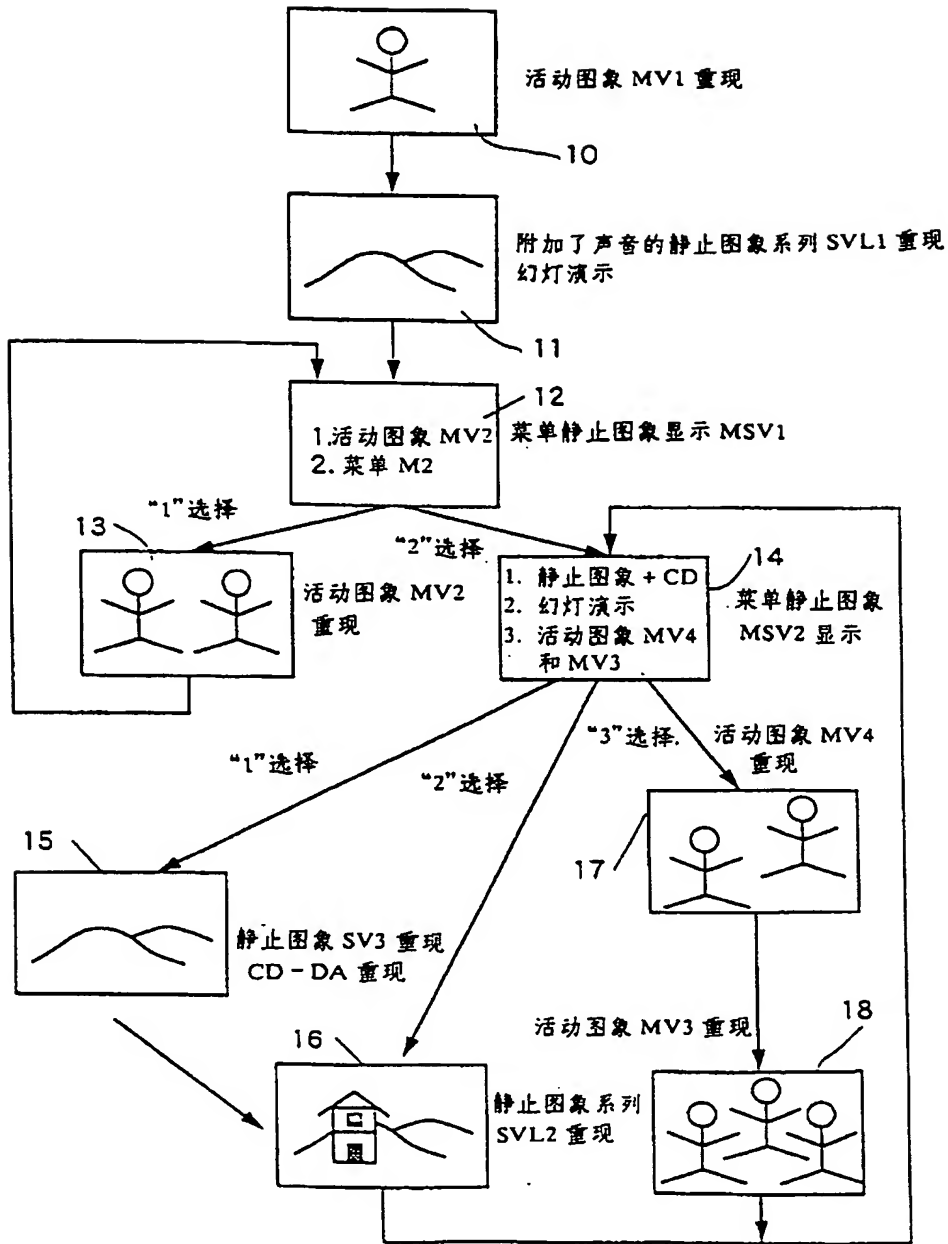 活动图象 MV1 重现
10
附加了声音的静止图象系列 SVL1 重现
幻灯演示
11
12
1.活动图象 MV2
2.菜单 M2
菜单静止图象显示 MSV1
“1”选择
“2”选择
13
活动图象 MV2
重现
14
1. 静止图象 + CD
2. 幻灯演示
3. 活动图象 MV4
和 MV3
菜单静止图象
MSV2 显示
“1”选择
“2”选择
“3”选择.
活动图象 MV4
重现
15
17
静止图象 SV3 重现
CD-DA 重现
活动图象 MV3 重现
18
16
静止图象系列
SVL2 重现